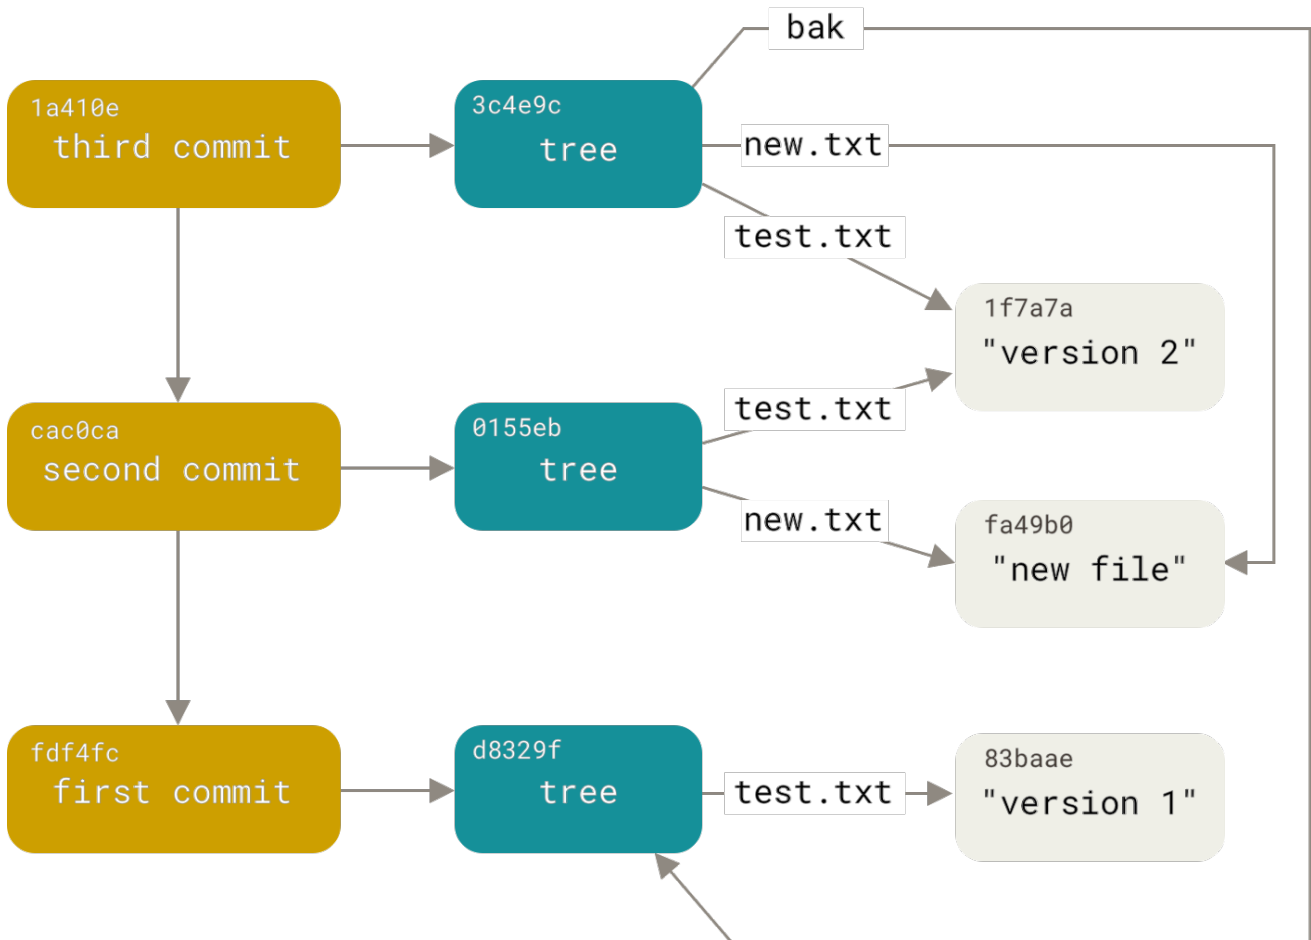 bak
1a410e
third commit
3c4e9c
tree
new.txt
test.txt
1f7a7a
"version 2"
cac0ca
second commit
0155eb
tree
test.txt
new.txt
fa49b0
"new file"
fdf4fc
first commit
d8329f
tree
test.txt
83baae
"version 1"